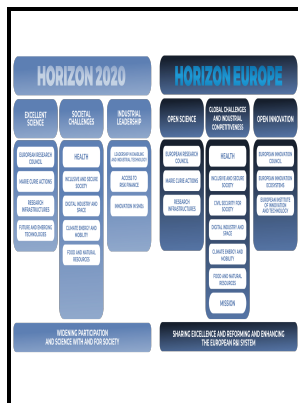 HORIZON 2020
EXCELLENT
SCIENCE
EUROPEAN RESEARCH
COUNCIL
MARIE CURIE ACTIONS
RESEARCH
INFRASTRUCTURES
FUTURE AND EMERGING
TECHNOLOGIES
SOCIETAL
CHALLENGES
HEALTH
INCLUSIVE AND SECURE
SOCIETY
DIGITAL INDUSTRY AND
SPACE
CLIMATE ENERGY AND
MOBILITY
FOOD AND NATURAL
RESOURCES
INDUSTRIAL
LEADERSHIP
LEADERSHIP IN ENABLING
AND INDUSTRIAL TECHNOLOGY
ACCESS TO
RISK FINANCE
INNOVATION IN SMEs
WIDENING PARTICIPATION
AND SCIENCE WITH AND FOR SOCIETY
HORIZON EUROPE
OPEN SCIENCE
EUROPEAN RESEARCH
COUNCIL
MARIE CURIE ACTIONS
RESEARCH
INFRASTRUCTURES
GLOBAL CHALLENGES
AND INDUSTRIAL
COMPETITIVENESS
HEALTH
INCLUSIVE AND SECURE
SOCIETY
CIVIL SECURITY FOR
SOCIETY
DIGITAL INDUSTRY AND
SPACE
CLIMATE ENERGY AND
MOBILITY
FOOD AND NATURAL
RESOURCES
MISSION
OPEN INNOVATION
EUROPEAN INNOVATION
COUNCIL
EUROPEAN INNOVATION
ECOSYSTEMS
EUROPEAN INSTITUTE
OF INNOVATION
AND TECHNOLOGY
SHARING EXCELLENCE AND REFORMING AND ENHANCING
THE EUROPEAN R&I SYSTEM